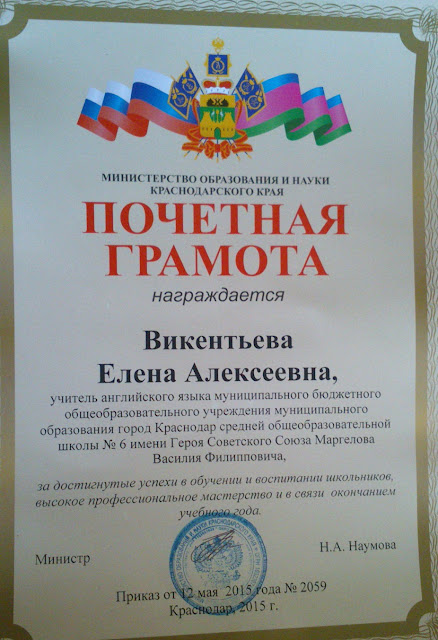 МИНИСТЕРСТВО ОБРАЗОВАНИЯ И НАУКИ
КРАСНОДАРСКОГО КРАЯ
ПОЧЕТНАЯ
ГРАМОТА
награждается
Викентьева
Елена Алексеевна,
учитель английского языка муниципального бюджетного
общеобразовательного учреждения муниципального
образования город Краснодар средней общеобразовательной
школы № 6 имени Героя Советского Союза Маргелова
Василия Филипповича,
за достигнутые успехи в обучении и воспитании школьников,
высокое профессиональное мастерство и в связи окончанием
учебного года.
Министр
Н.А. Наумова
Приказ от 12 мая 2015 года № 2059
Краснодар, 2015 г.